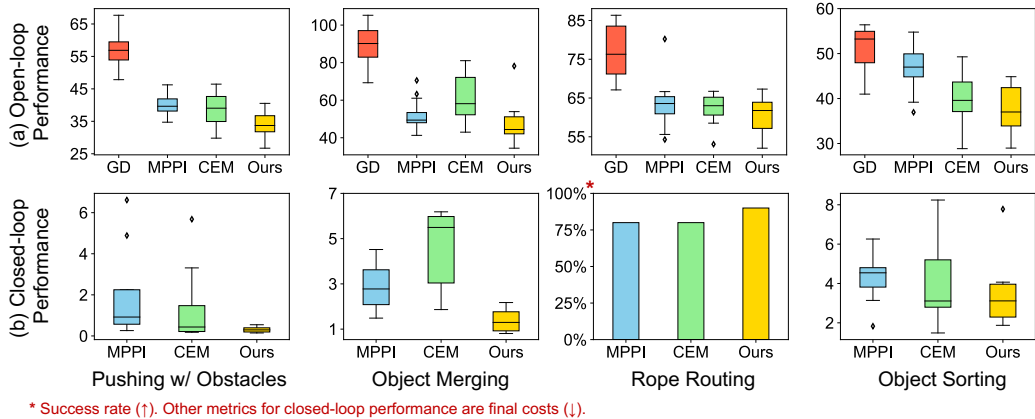 (a) Open-loop
Performance
65
55
45
35
25
GD MPPI CEM Ours
100
80
60
40
GD MPPI CEM Ours
85
75
65
55
GD MPPI CEM Ours
60
50
40
30
GD MPPI CEM Ours
(b) Closed-loop
Performance
6
4
2
0
MPPI CEM Ours
Pushing w/ Obstacles
7
5
3
1
MPPI CEM Ours
Object Merging
*
100%
75%
50%
25%
0%
MPPI CEM Ours
Rope Routing
8
6
4
2
MPPI CEM Ours
Object Sorting
* Success rate (↑). Other metrics for closed-loop performance are final costs (↓).